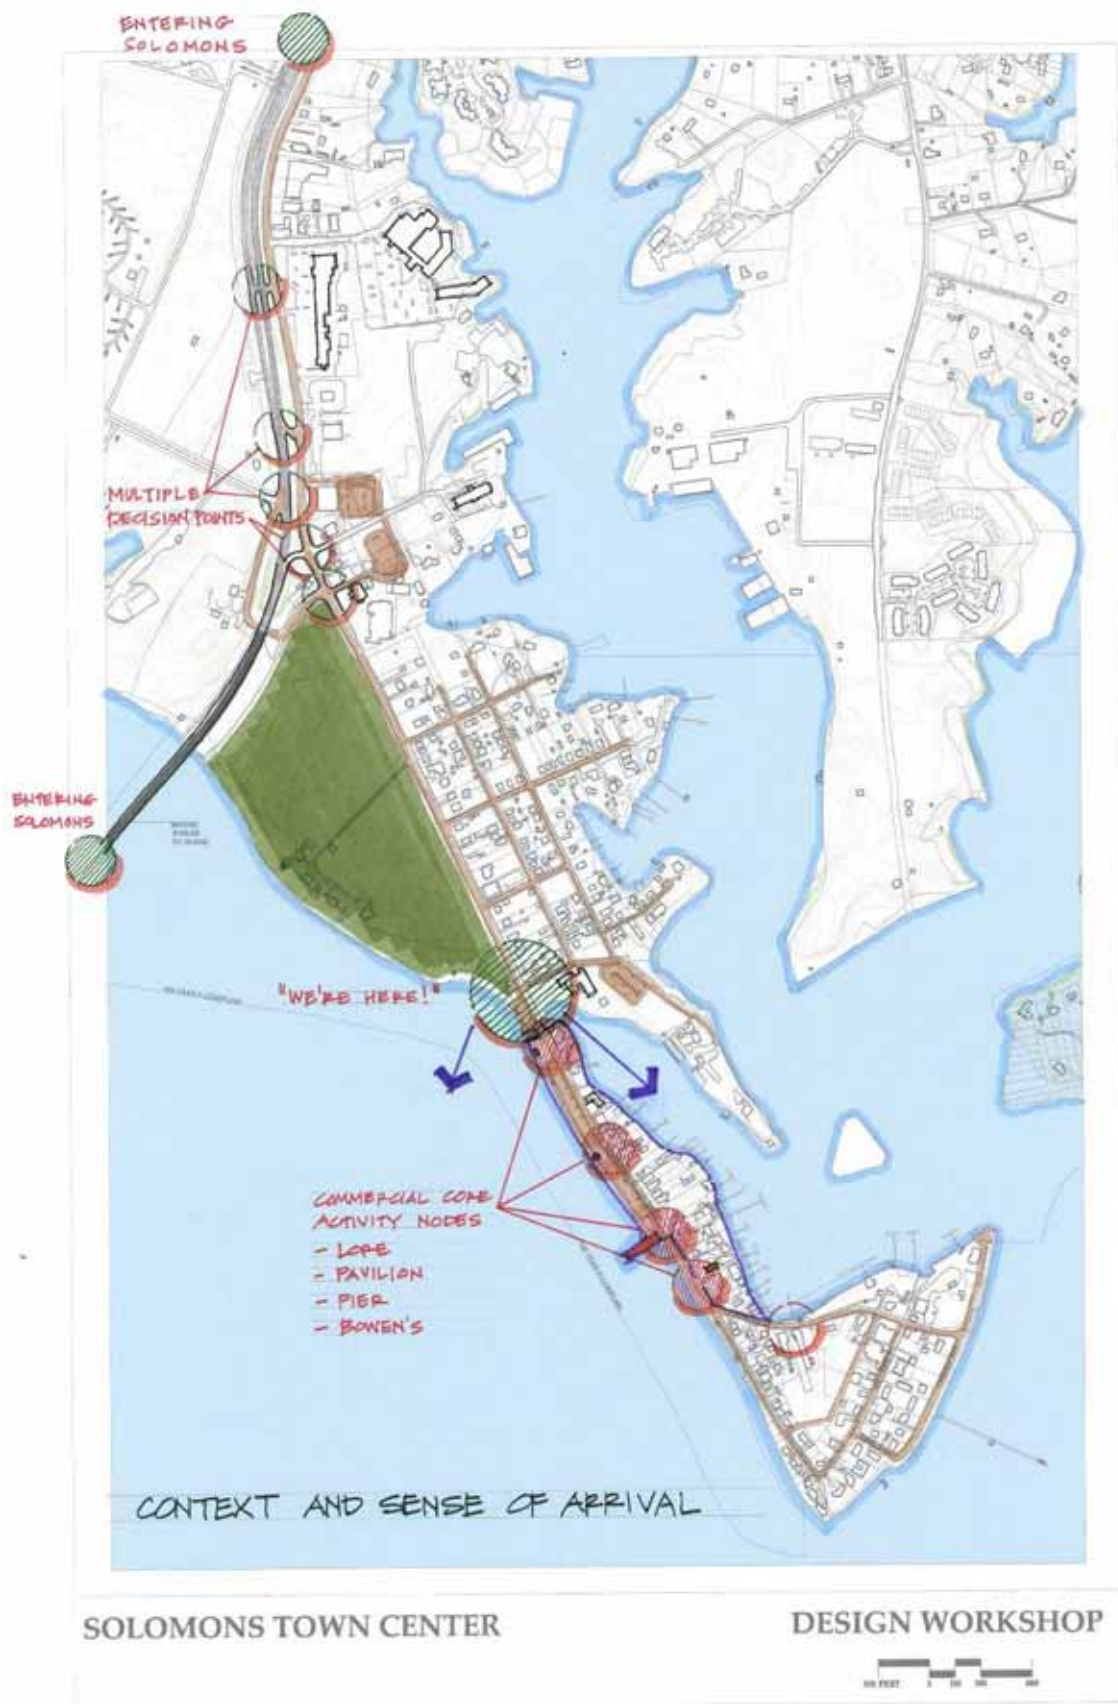 ENTERING
SOLOMONS
MULTIPLE
DECISION POINTS
ENTERING
SOLOMONS
"WE'RE HERE!"
COMMERCIAL CORE
ACTIVITY NODES
- LORE
- PAVILION
- PIER
- BOWEN'S
CONTEXT AND SENSE OF ARRIVAL
SOLOMONS TOWN CENTER
DESIGN WORKSHOP